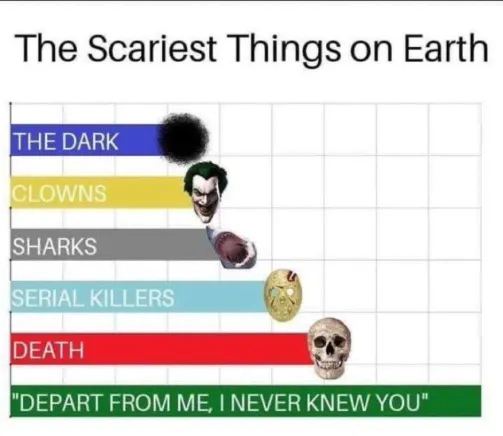 The Scariest Things on Earth
THE DARK
CLOWNS
SHARKS
SERIAL KILLERS
DEATH
"DEPART FROM ME, I NEVER KNEW YOU"